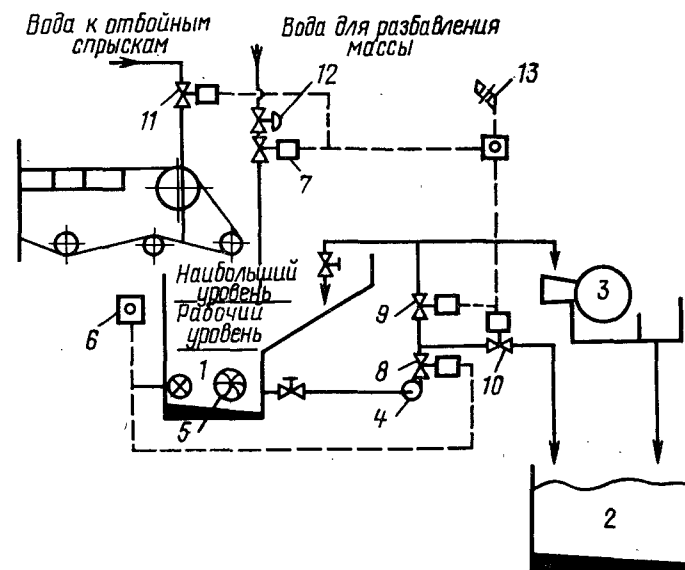 Вода к отбойным
спрыскам
Вода для разбавления
массы
12
13
11
7
Наибольший
уровень
Рабочий
уровень
6
1
5
4
8
9
10
3
2